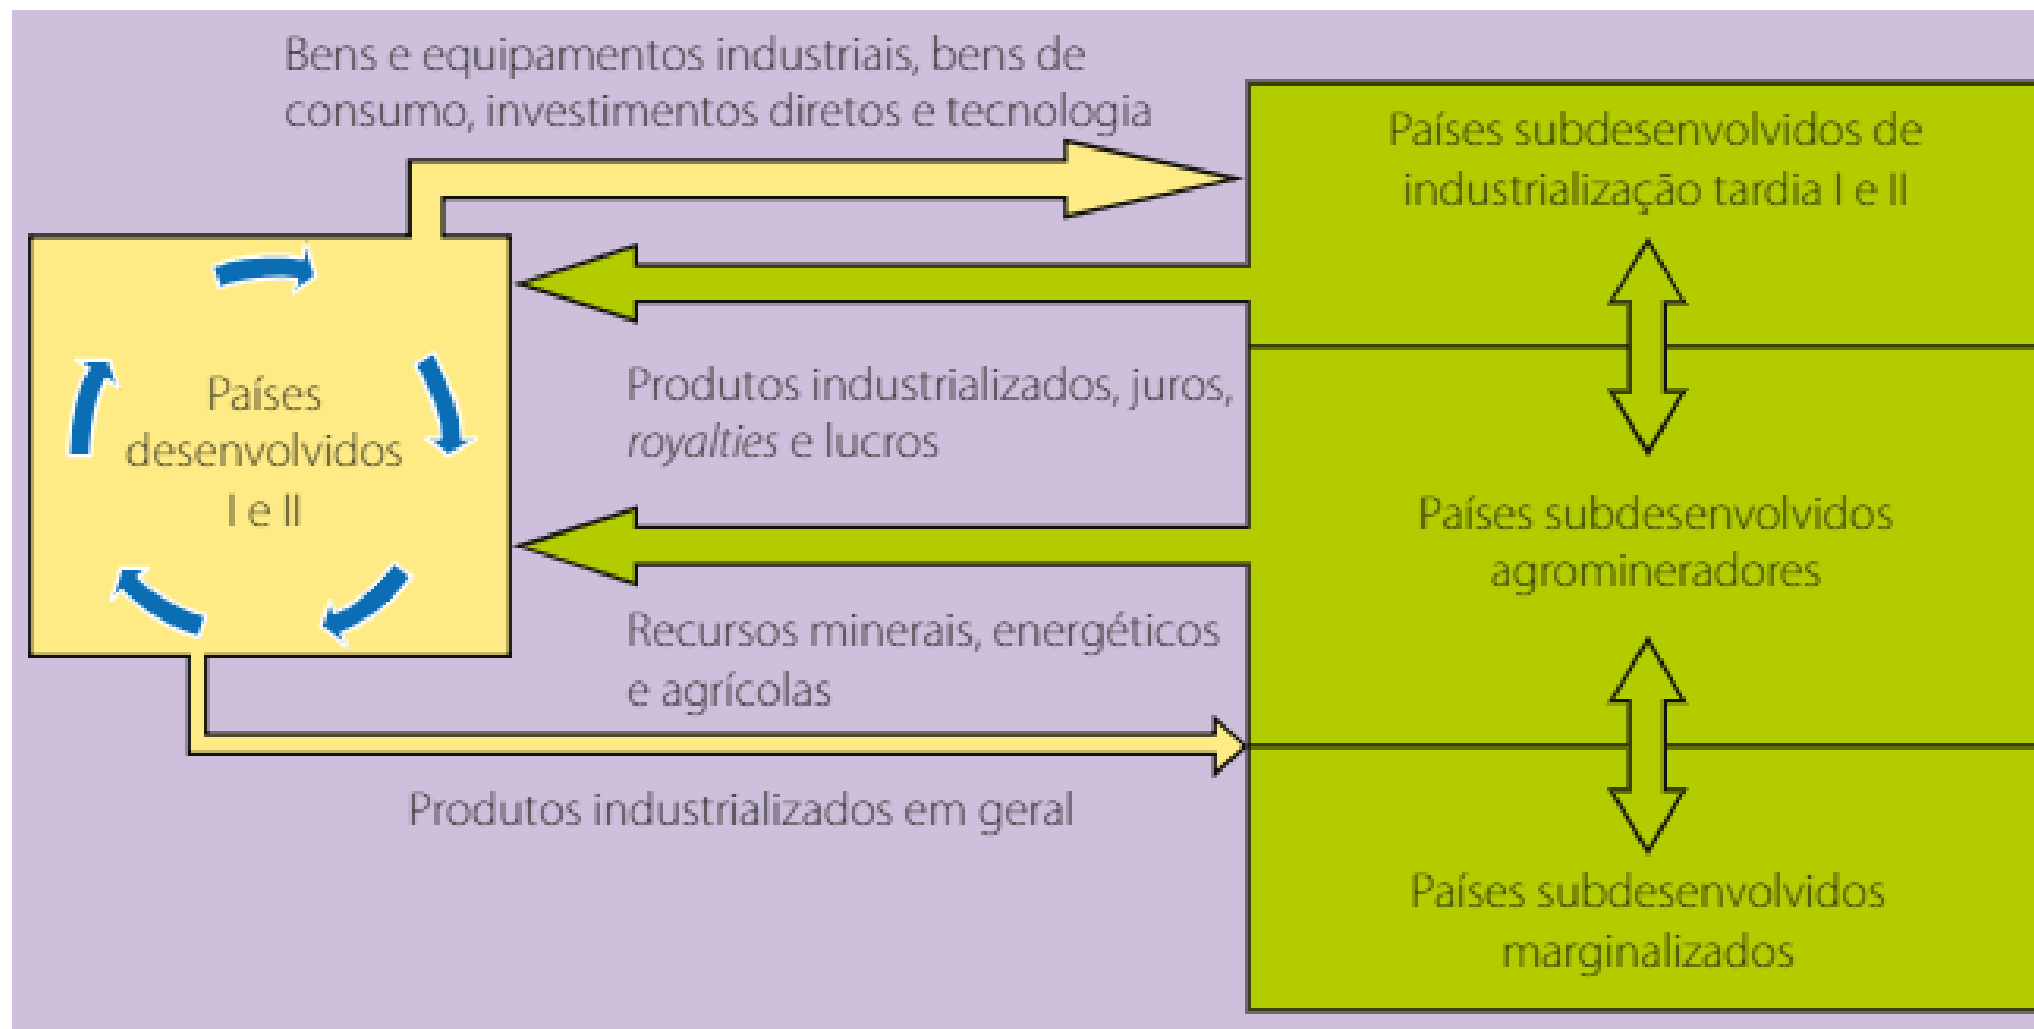 Bens e equipamentos industriais, bens de
consumo, investimentos diretos e tecnologia
Países subdesenvolvidos de
industrialização tardia I e II
Países
desenvolvidos
I e II
Produtos industrializados, juros,
royalties e lucros
Países subdesenvolvidos
agromineradores
Recursos minerais, energéticos
e agrícolas
Produtos industrializados em geral
Países subdesenvolvidos
marginalizados